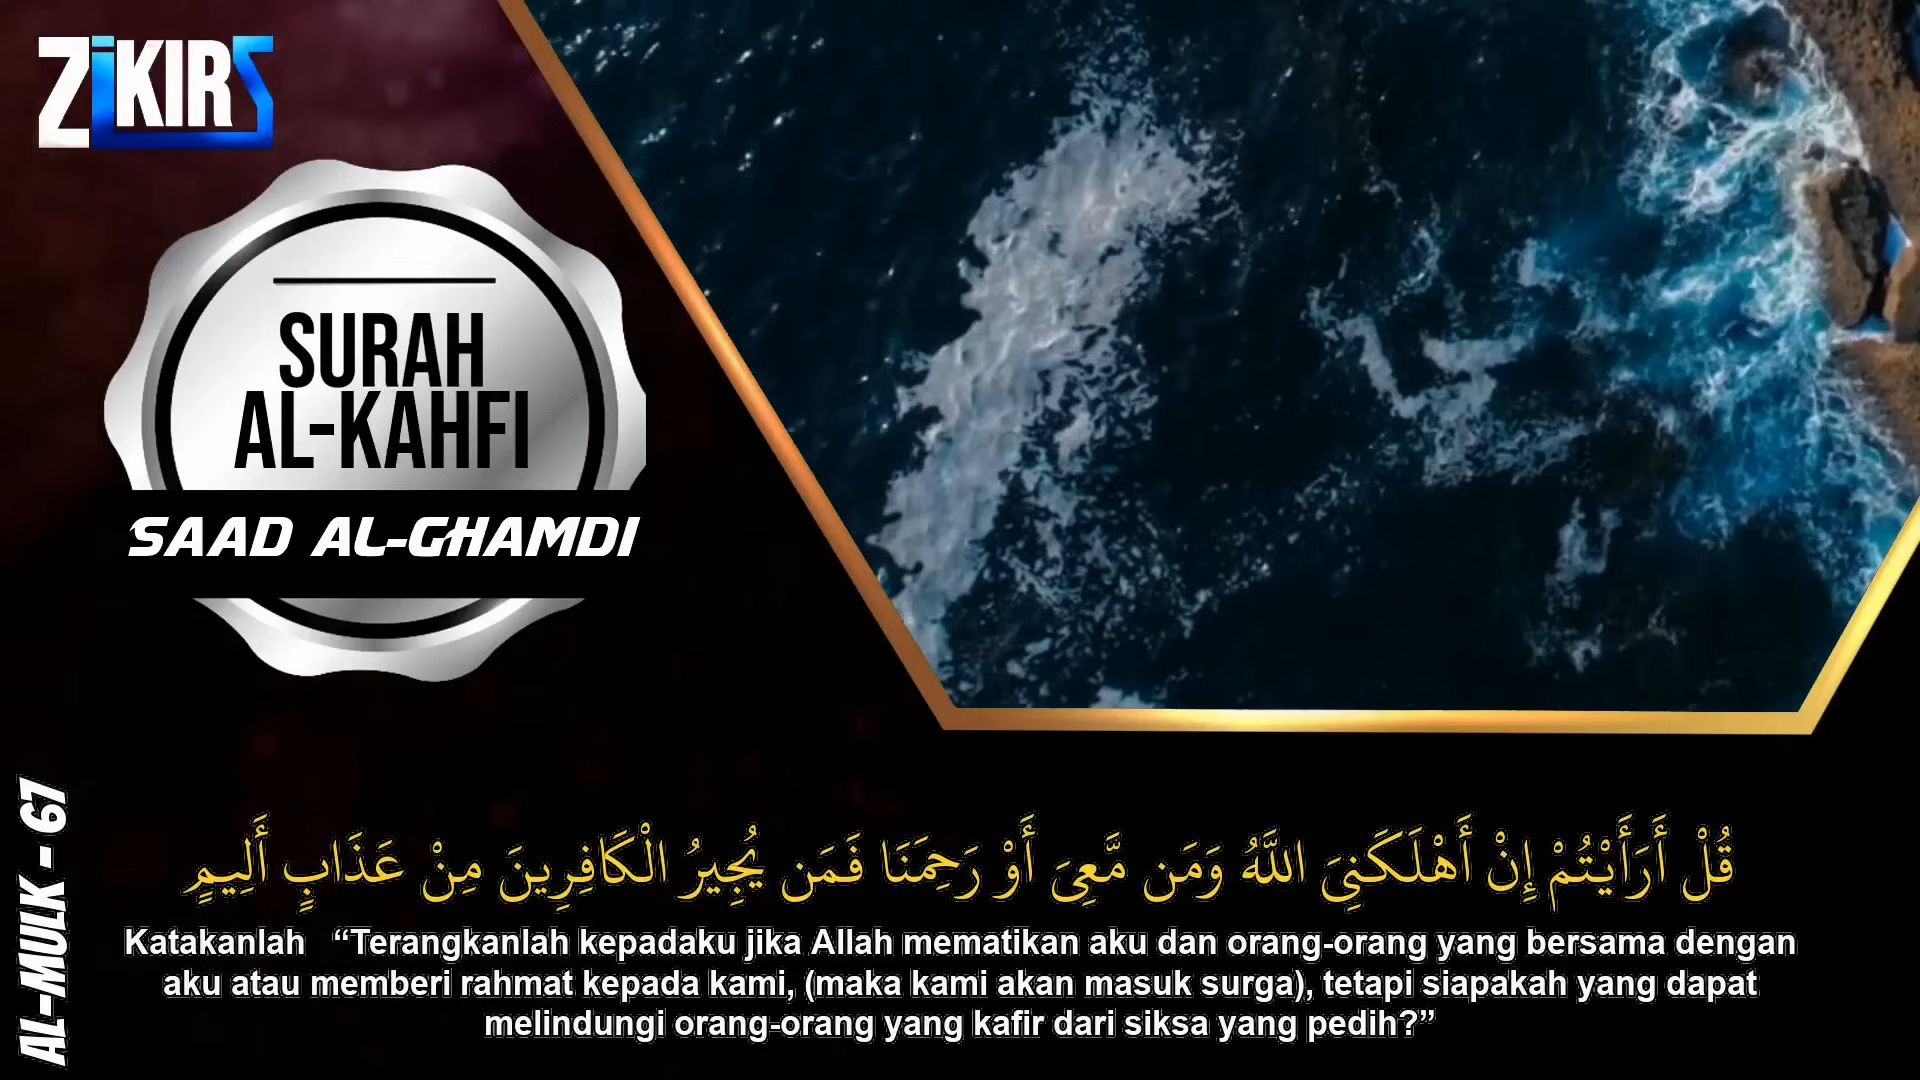 ZiKIRS
SURAH
AL-KAHFI
SAAD AL-GHAMDI
AL-MULK - 67
قُلْ أَرَأَيْتُمْ إِنْ أَهْلَكَنِىَ اللَّهُ وَمَن مَّعِىَ أَوْ رَحِمَنَا فَمَن يُجِيرُ الْكَافِرِينَ مِنْ عَذَابٍ أَلِيمٍ
Katakanlah “Terangkanlah kepadaku jika Allah mematikan aku dan orang-orang yang bersama dengan
aku atau memberi rahmat kepada kami, (maka kami akan masuk surga), tetapi siapakah yang dapat
melindungi orang-orang yang kafir dari siksa yang pedih?”